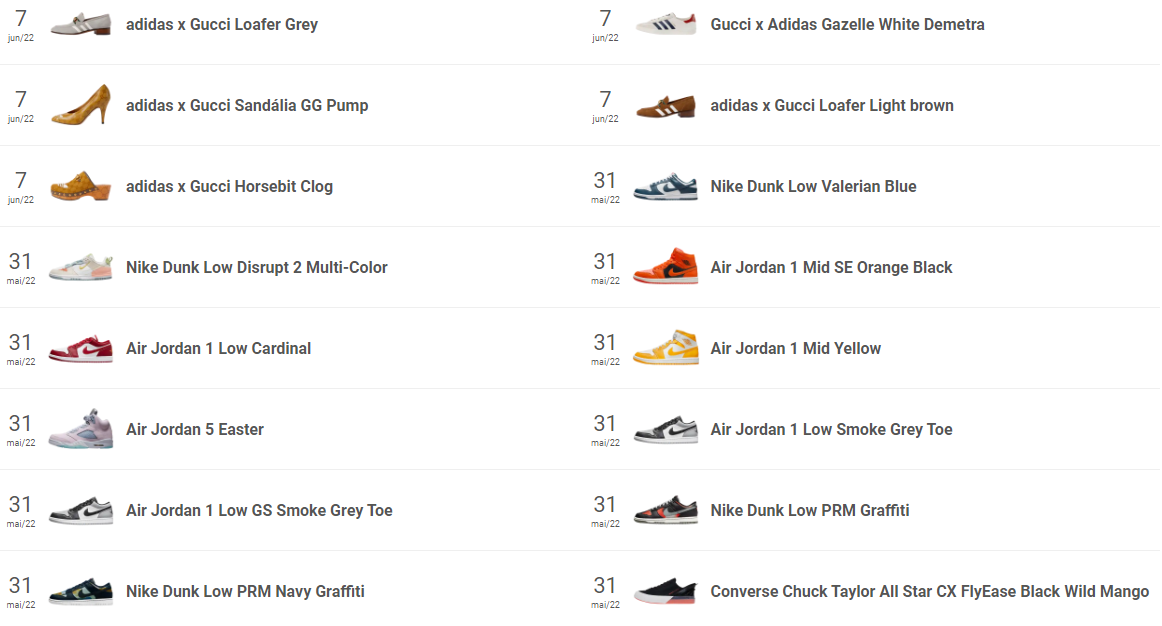 7
jun/22
adidas x Gucci Loafer Grey
7
jun/22
Gucci x Adidas Gazelle White Demetra
7
jun/22
adidas x Gucci Sandália GG Pump
7
jun/22
adidas x Gucci Loafer Light brown
7
jun/22
adidas x Gucci Horsebit Clog
31
mai/22
Nike Dunk Low Valerian Blue
31
mai/22
Nike Dunk Low Disrupt 2 Multi-Color
31
mai/22
Air Jordan 1 Mid SE Orange Black
31
mai/22
Air Jordan 1 Low Cardinal
31
mai/22
Air Jordan 1 Mid Yellow
31
mai/22
Air Jordan 5 Easter
31
mai/22
Air Jordan 1 Low Smoke Grey Toe
31
mai/22
Air Jordan 1 Low GS Smoke Grey Toe
31
mai/22
Nike Dunk Low PRM Graffiti
31
mai/22
Nike Dunk Low PRM Navy Graffiti
31
mai/22
Converse Chuck Taylor All Star CX FlyEase Black Wild Mango